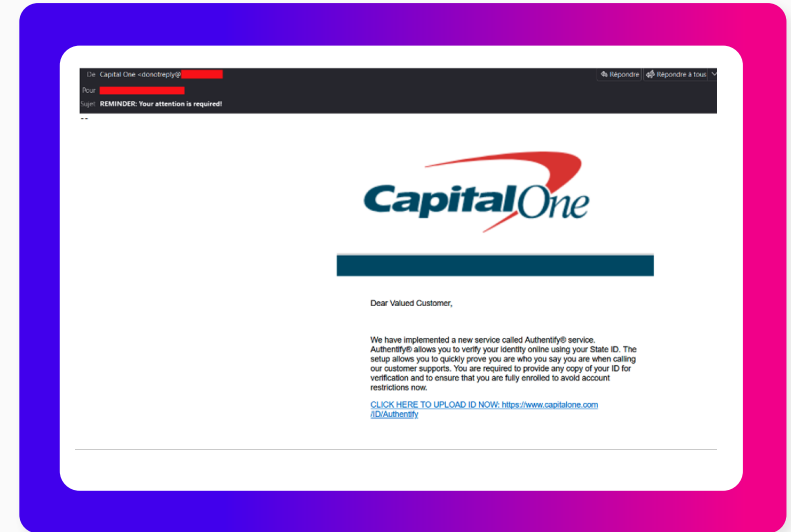 De Capital One <donotreply@
Répondre Répondre à tous
Pour
Sujet REMINDER: Your attention is required!
--
Capital One
Dear Valued Customer,
We have implemented a new service called Authentify® service.
Authentify® allows you to verify your identity online using your State ID. The
setup allows you to quickly prove you are who you say you are when calling
our customer supports. You are required to provide any copy of your ID for
verification and to ensure that you are fully enrolled to avoid account
restrictions now.
CLICK HERE TO UPLOAD ID NOW: https://www.capitalone.com
/ID/Authentify